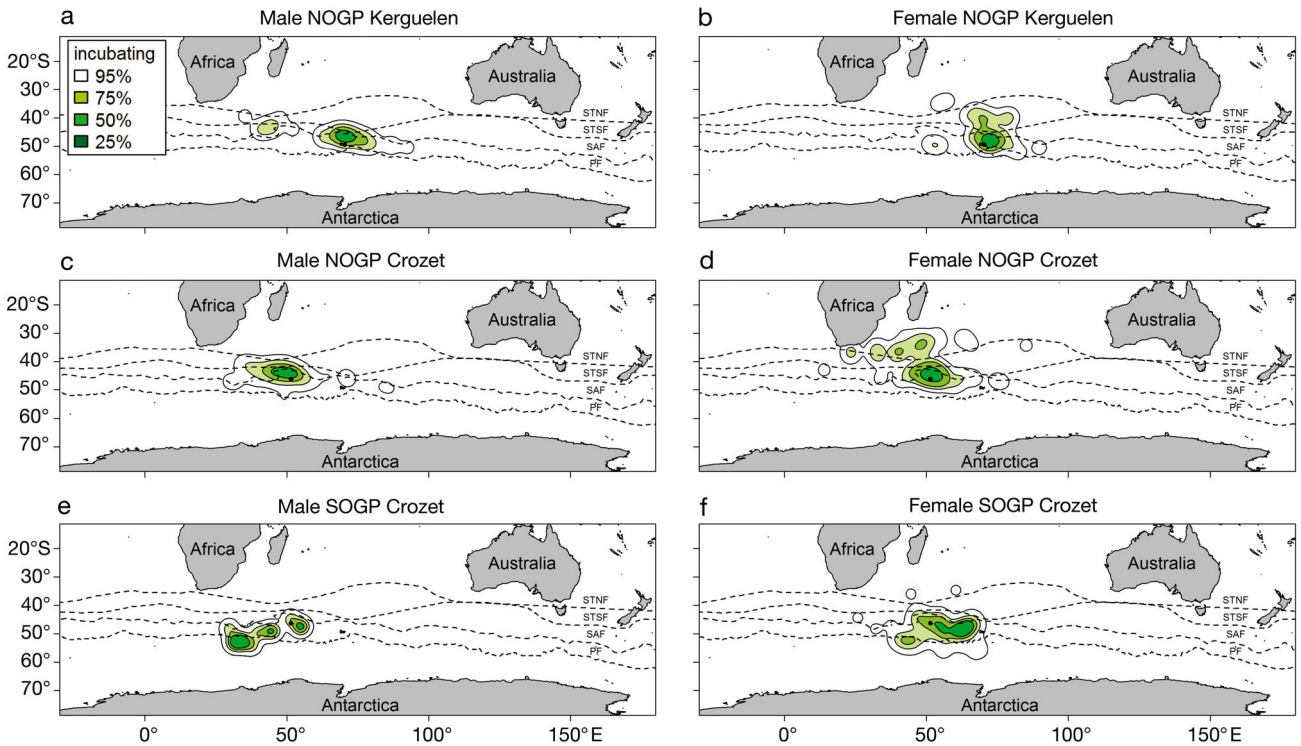 a
Male NOGP Kerguelen
incubating
95%
75%
50%
25%
20°S
30°
40°
50°
60°
70°
Africa
Australia
Antarctica
STNF
STSF
SAF
PF
0°
50°
100°
150°E
b
Female NOGP Kerguelen
Africa
Australia
Antarctica
STNF
STSF
SAF
PF
c
Male NOGP Crozet
20°S
30°
40°
50°
60°
70°
Africa
Australia
Antarctica
STNF
STSF
SAF
PF
d
Female NOGP Crozet
Africa
Australia
Antarctica
STNF
STSF
SAF
PF
e
Male SOGP Crozet
20°S
30°
40°
50°
60°
70°
Africa
Australia
Antarctica
STNF
STSF
SAF
PF
0°
50°
100°
150°E
f
Female SOGP Crozet
Africa
Australia
Antarctica
STNF
STSF
SAF
PF
0°
50°
100°
150°E